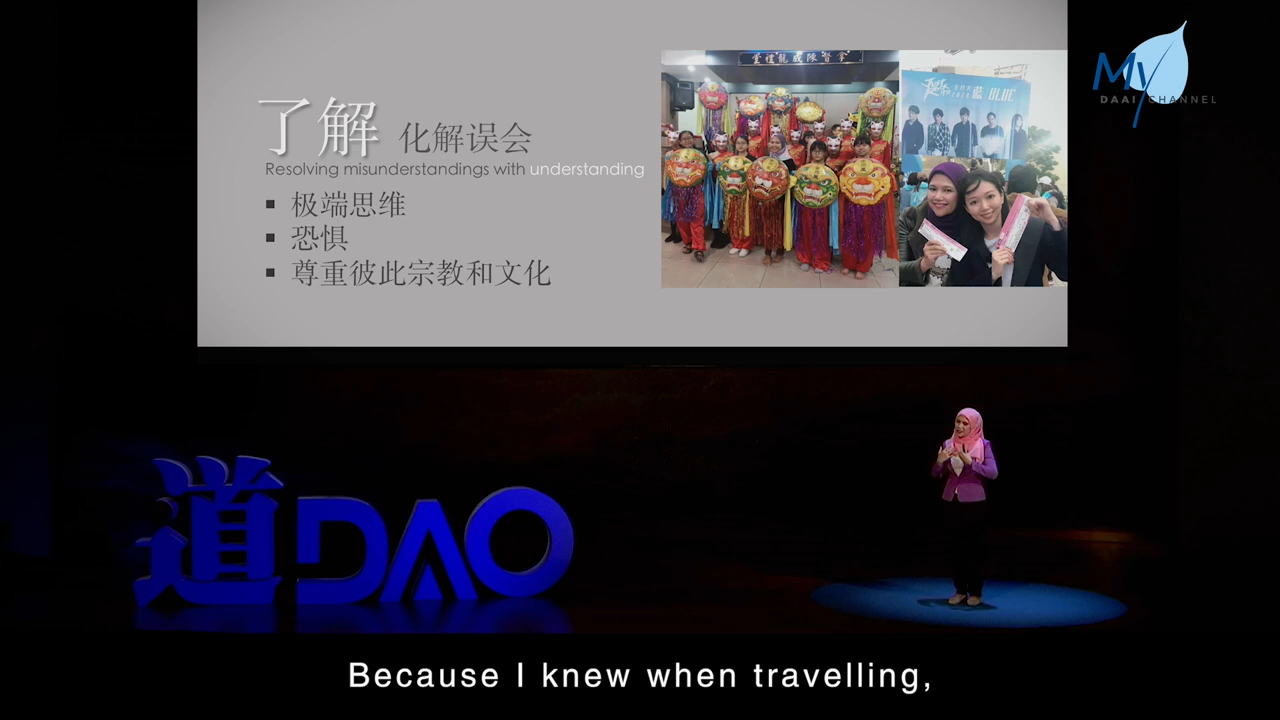 My
DAAI CHANNEL
了解 化解误会
Resolving misunderstandings with understanding
▪ 极端思维
▪ 恐惧
▪ 尊重彼此宗教和文化
BLUE
道DAO
Because I knew when travelling,